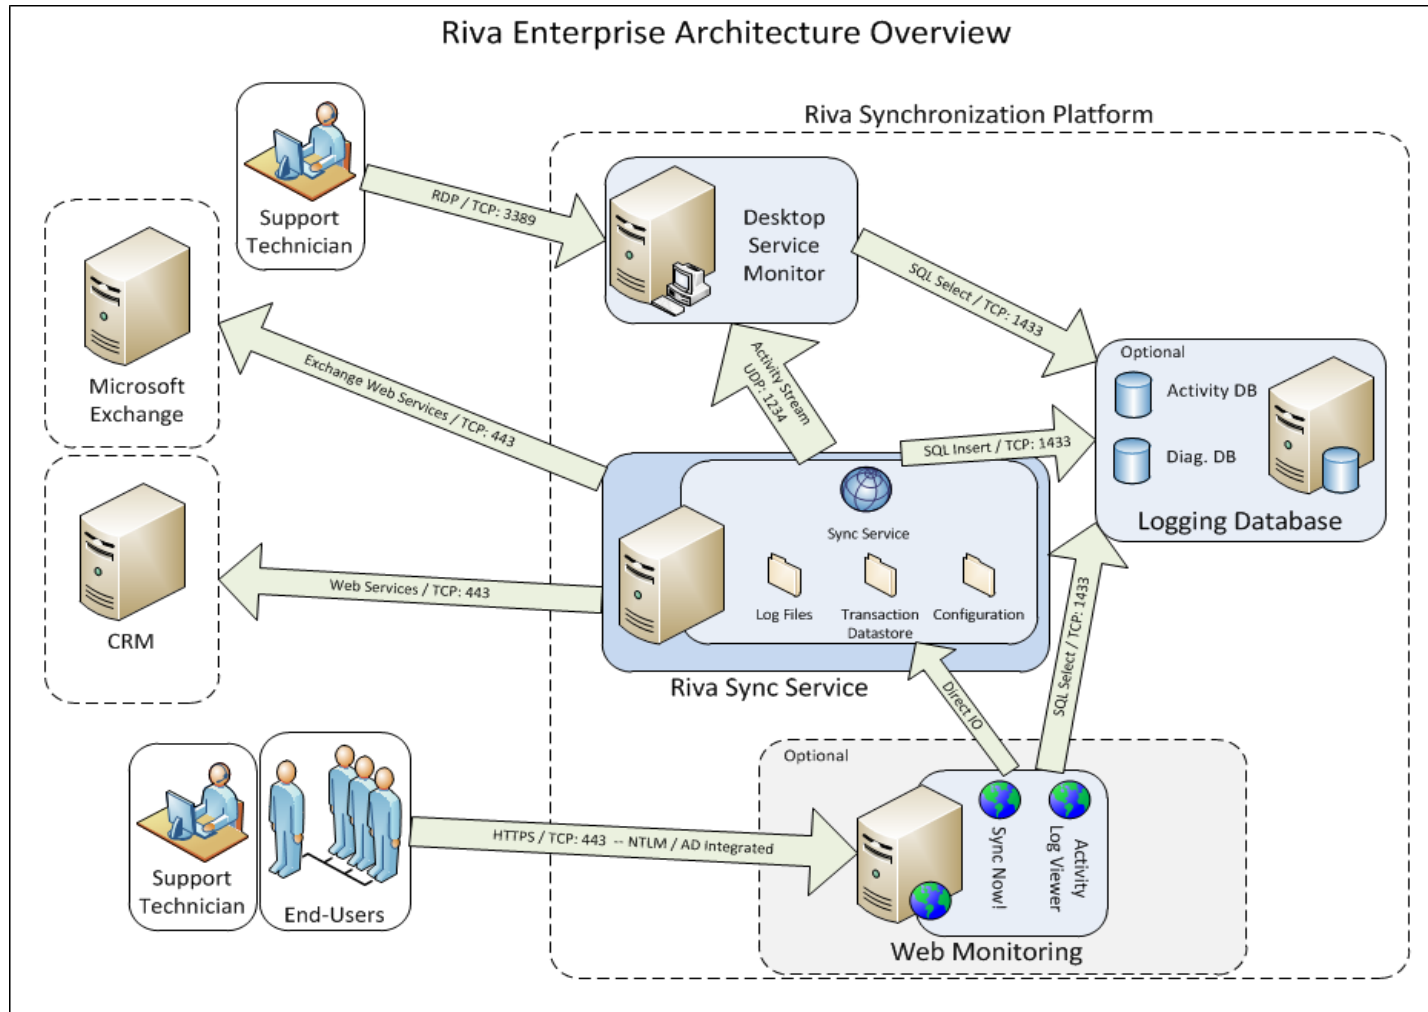 Riva Enterprise Architecture Overview
Riva Synchronization Platform
Support
Technician
RDP / TCP: 3389
Desktop
Service
Monitor
SQL Select / TCP: 1433
Microsoft
Exchange
Exchange Web Services / TCP: 443
Activity Stream
UDP: 1234
Optional
Activity DB
Diag. DB
Logging Database
SQL Insert / TCP: 1433
Sync Service
Log Files
Transaction
Datastore
Configuration
Riva Sync Service
CRM
Web Services / TCP: 443
Direct IO
SQL Select / TCP: 1433
Optional
Sync Now!
Activity
Log Viewer
Web Monitoring
HTTPS / TCP: 443 -- NTLM / AD Integrated
Support
Technician
End-Users